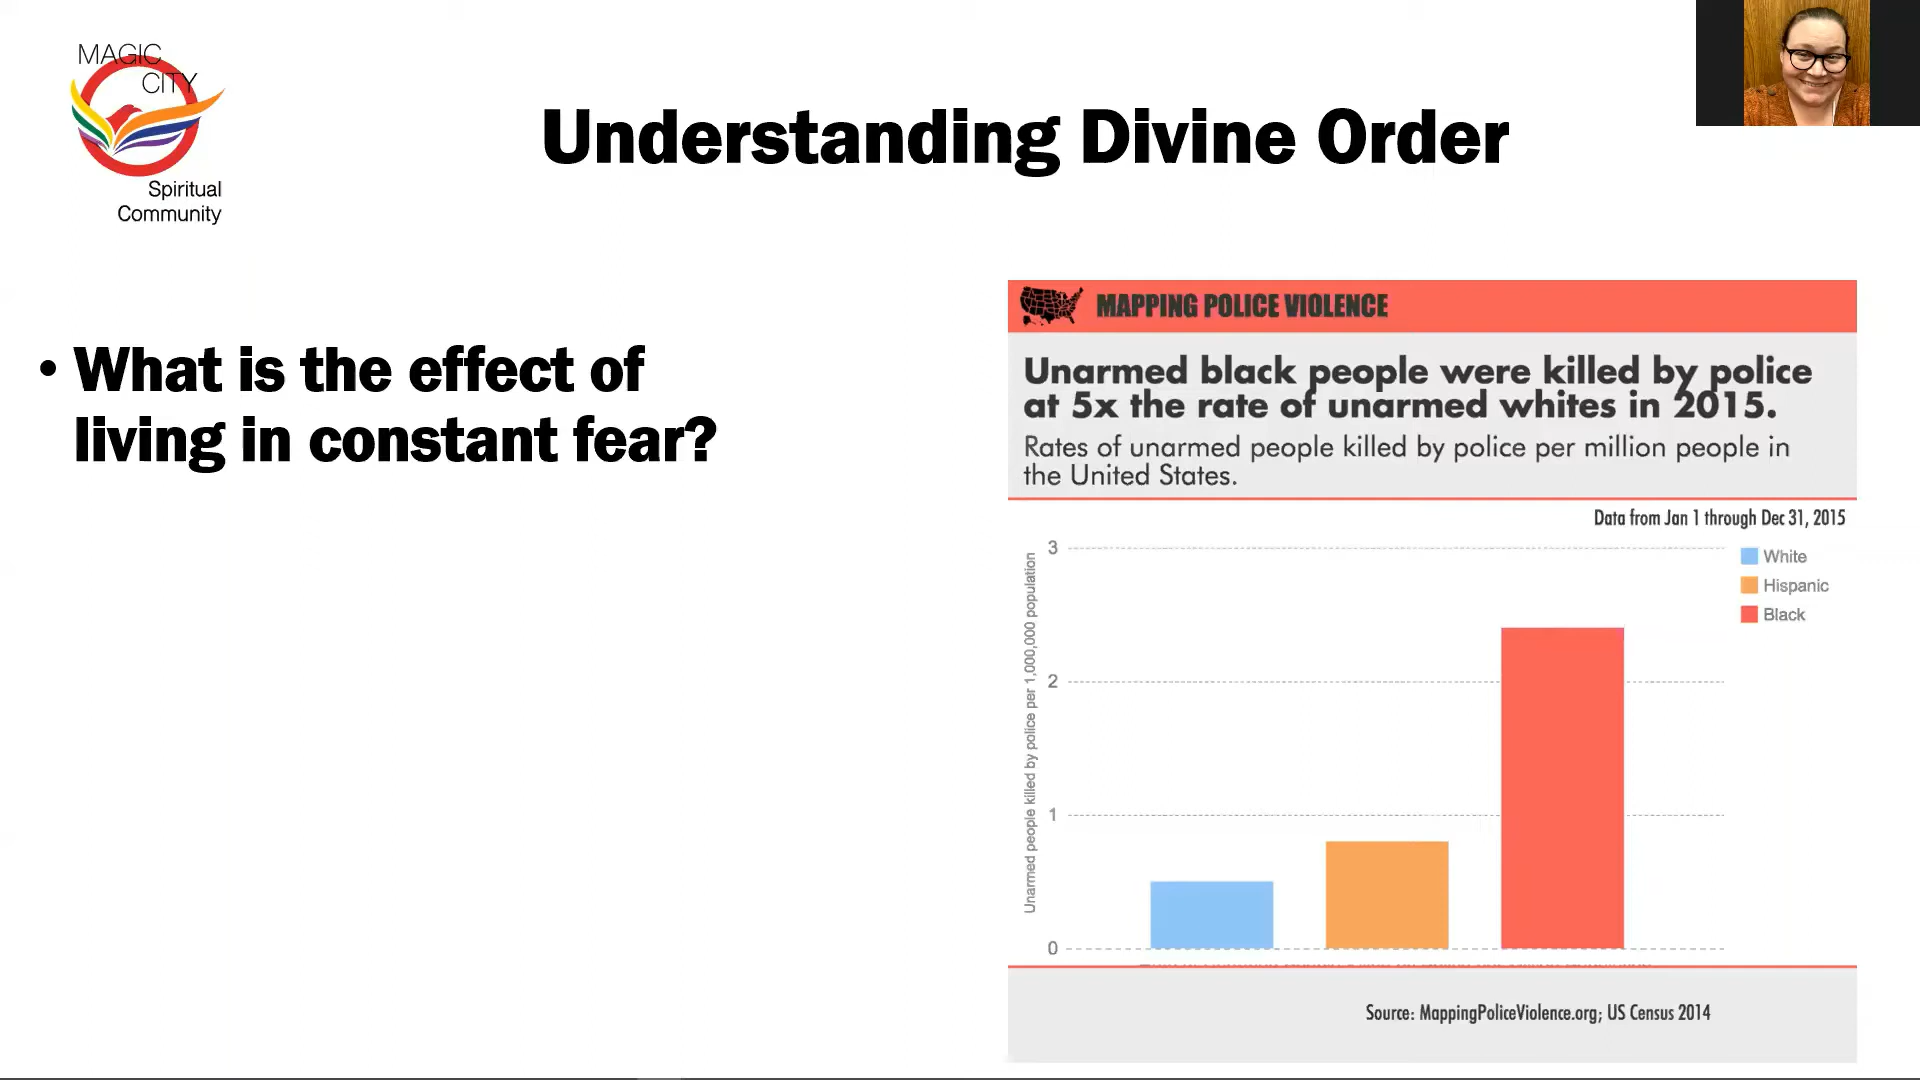 MAGIC
CITY
Spiritual
Community
Understanding Divine Order
• What is the effect of
living in constant fear?
MAPPING POLICE VIOLENCE
Unarmed black people were killed by police
at 5x the rate of unarmed whites in 2015.
Rates of unarmed people killed by police per million people in
the United States.
Data from Jan 1 through Dec 31, 2015
Unarmed people killed by police per 1,000,000 population
3
2
1
0
White
Hispanic
Black
Source: MappingPoliceViolence.org; US Census 2014